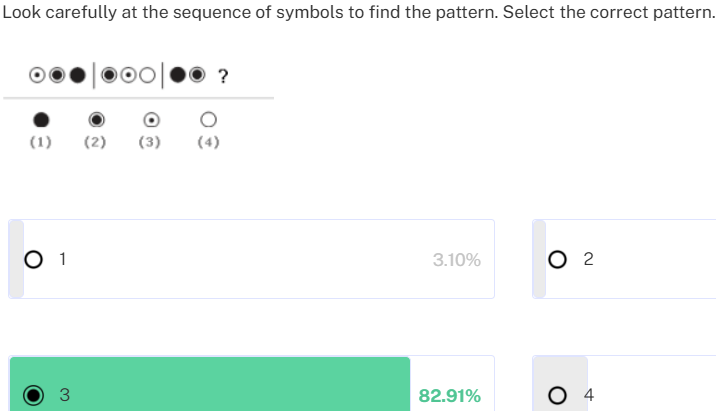 Look carefully at the sequence of symbols to find the pattern. Select the correct pattern.
?
(1) (2) (3) (4)
1 3.10%
2
3 82.91%
4